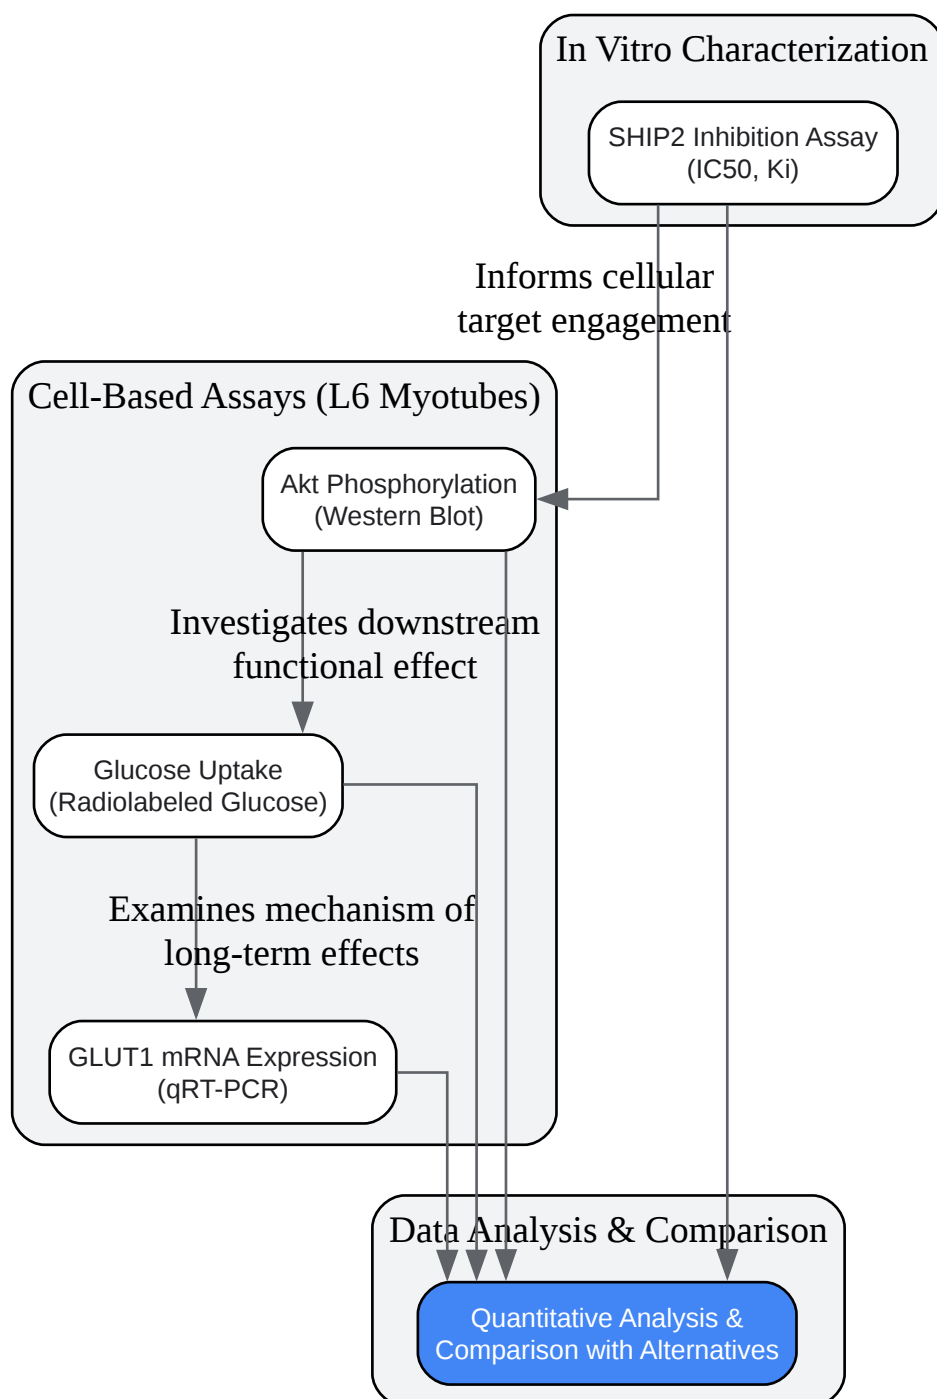 In Vitro Characterization
SHIP2 Inhibition Assay
(IC50, Ki)
Informs cellular
target engagement
Cell-Based Assays (L6 Myotubes)
Akt Phosphorylation
(Western Blot)
Investigates downstream
functional effect
Glucose Uptake
(Radiolabeled Glucose)
Examines mechanism of
long-term effects
GLUT1 mRNA Expression
(qRT-PCR)
Data Analysis & Comparison
Quantitative Analysis &
Comparison with Alternatives